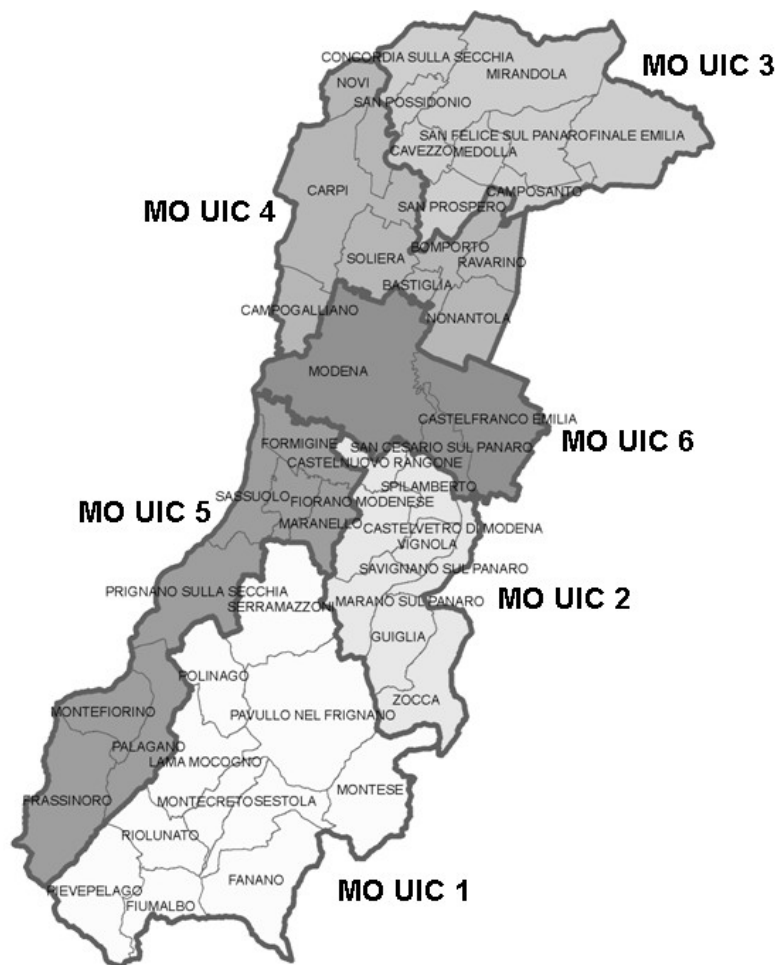 CONCORDIA SULLA SECCHIA
MO UIC 3
MIRANDOLA
NOVI
SAN POSSIDONIO
SAN FELICE SUL PANARO
FINALE EMILIA
CAVEZZO
MEDOLLA
CARPI
CAMPOSANTO
MO UIC 4
SAN PROSPERO
BOMPORTO
SOLIERA
RAVARINO
BASTIGLIA
CAMPOGALLIANO
NONANTOLA
MODENA
CASTELFRANCO EMILIA
MO UIC 6
FORMIGINE
SAN CESARIO SUL PANARO
CASTELNUOVO RANGONE
SPILAMBERTO
SASSUOLO
FIORANO MODENESE
MO UIC 5
MARANELLO
CASTELVETRO DI MODENA
VIGNOLA
SAVIGNANO SUL PANARO
PRIGNANO SULLA SECCHIA
MARANO SUL PANARO
MO UIC 2
SERRAMAZZONI
GUIGLIA
POLINAGO
ZOCCA
MONTEFIORINO
PAVULLO NEL FRIGNANO
PALAGANO
LAMA MOCOGNO
MONTESE
FRASSINORO
MONTECRETO
SESTOLA
RIOLUNATO
FANANO
PIEVEPELAGO
MO UIC 1
FIUMALBO